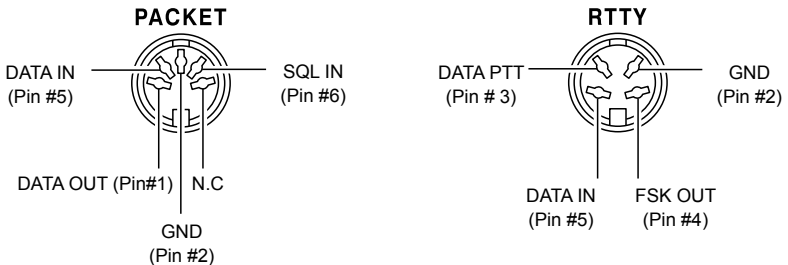 PACKET
DATA IN
(Pin #5)
SQL IN
(Pin #6)
DATA OUT (Pin#1)
N.C
GND
(Pin #2)
RTTY
DATA PTT
(Pin # 3)
GND
(Pin #2)
DATA IN
(Pin #5)
FSK OUT
(Pin #4)